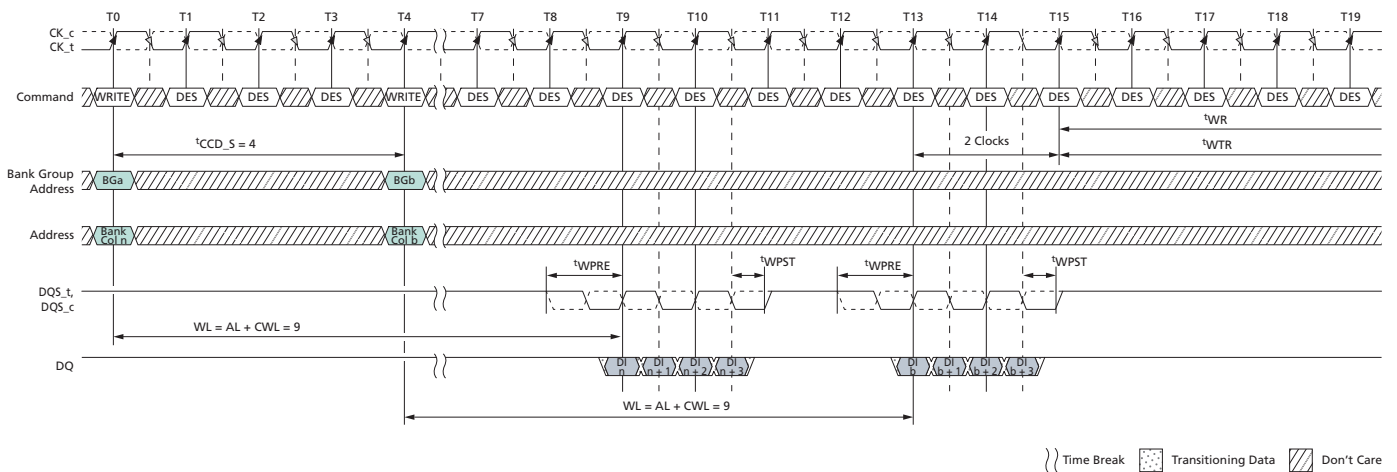 T0 T1 T2 T3 T4 T7 T8 T9 T10 T11 T12 T13 T14 T15 T16 T17 T18 T19
CK_c
CK_t
Command WRITE DES DES DES WRITE DES DES DES DES DES DES DES DES DES DES DES DES DES
tWR
tCCD_S = 4
2 Clocks
tWTR
Bank Group
Address
BGa BGb
Address
Bank
Col n
Bank
Col b
tWPRE tWPST tWPRE tWPST
DQS_t,
DQS_c
WL = AL + CWL = 9
DQ
DI
n
DI
n + 1
DI
n + 2
DI
n + 3
DI
b
DI
b + 1
DI
b + 2
DI
b + 3
WL = AL + CWL = 9
Time Break Transitioning Data Don't Care